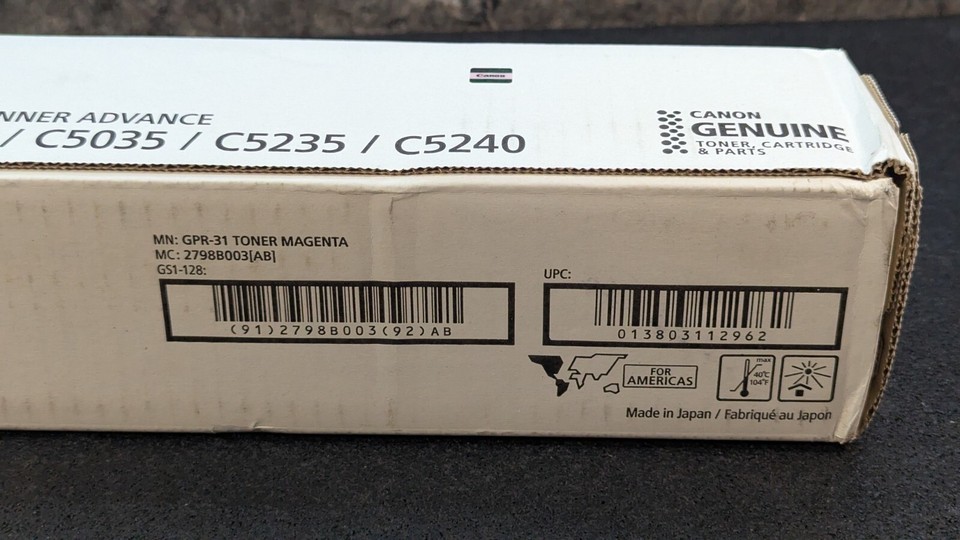 Canon
NNER ADVANCE
/ C5035 / C5235 / C5240
CANON
GENUINE
TONER, CARTRIDGE
& PARTS
MN: GPR-31 TONER MAGENTA
MC: 2798B003[AB]
GS1-128:
(91)2798B003(92)AB
UPC:
013803112962
FOR
AMERICAS
max
40°C
104°F
Made in Japan / Fabriqué au Japon